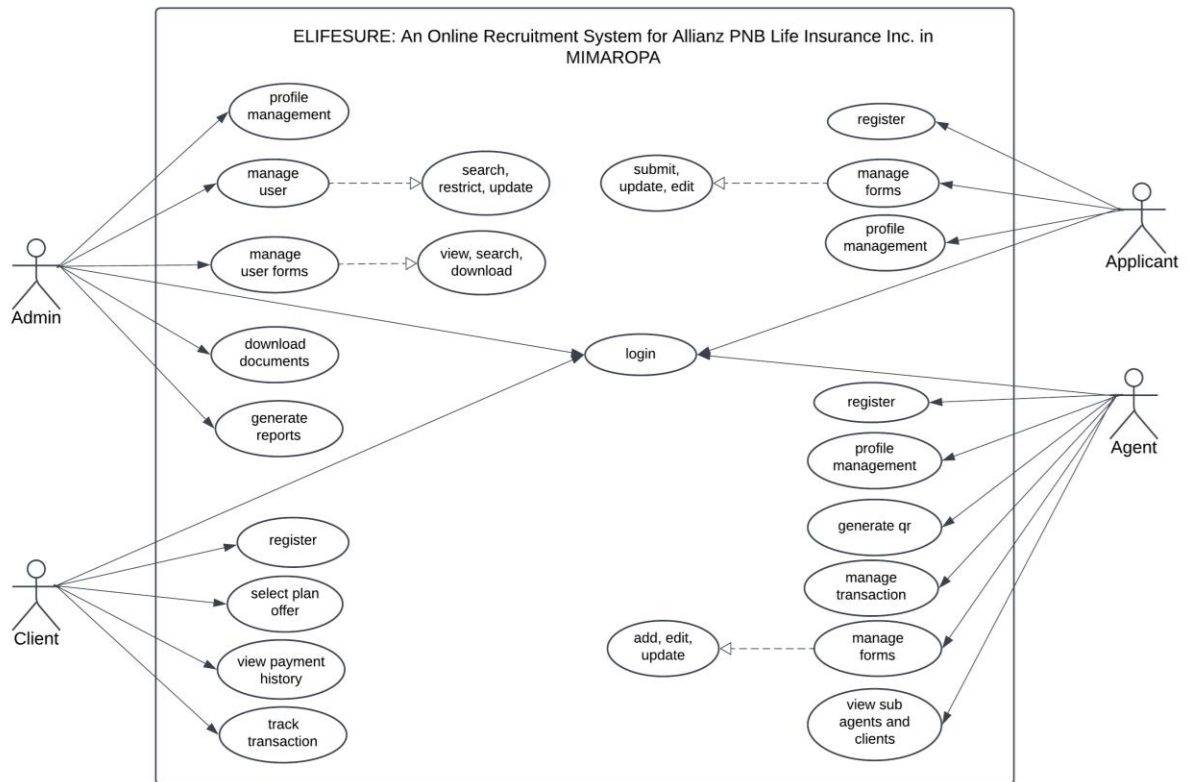 ELIFESURE: An Online Recruitment System for Allianz PNB Life Insurance Inc. in
MIMAROPA
profile
management
manage
user
search,
restrict, update
manage
user forms
view, search,
download
download
documents
generate
reports
Admin
login
register
submit,
update, edit
manage
forms
profile
management
Applicant
register
profile
management
generate qr
manage
transaction
add, edit,
update
manage
forms
view sub
agents and
clients
Agent
register
select plan
offer
view payment
history
track
transaction
Client